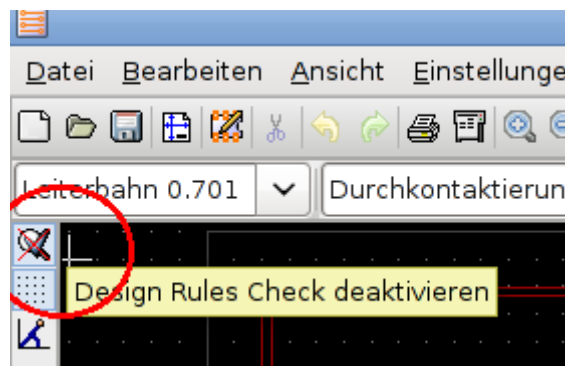 Datei Bearbeiten Ansicht Einstellunge
Leiterbahn 0.701 Durchkontaktierun
Design Rules Check deaktivieren